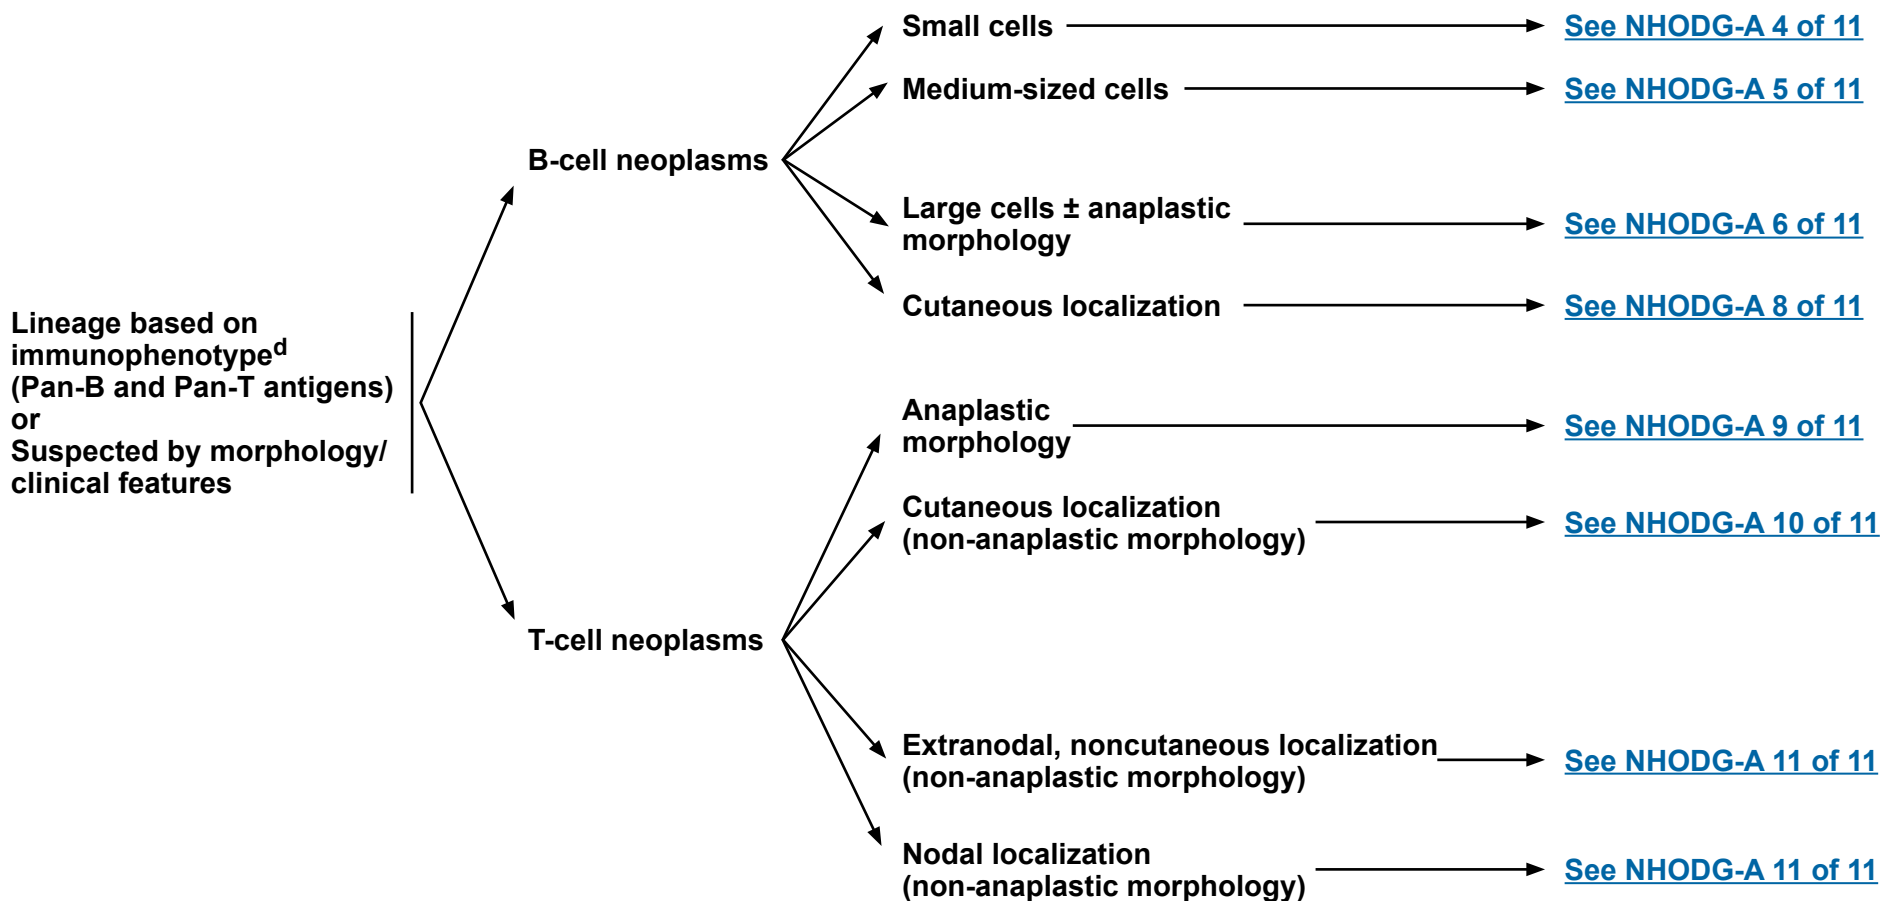 Small cells
See NHODG-A 4 of 11
Medium-sized cells
See NHODG-A 5 of 11
B-cell neoplasms
Large cells ± anaplastic
morphology
See NHODG-A 6 of 11
Cutaneous localization
See NHODG-A 8 of 11
Lineage based on
immunophenotypeᵈ
(Pan-B and Pan-T antigens)
or
Suspected by morphology/
clinical features
Anaplastic
morphology
See NHODG-A 9 of 11
Cutaneous localization
(non-anaplastic morphology)
See NHODG-A 10 of 11
T-cell neoplasms
Extranodal, noncutaneous localization
(non-anaplastic morphology)
See NHODG-A 11 of 11
Nodal localization
(non-anaplastic morphology)
See NHODG-A 11 of 11